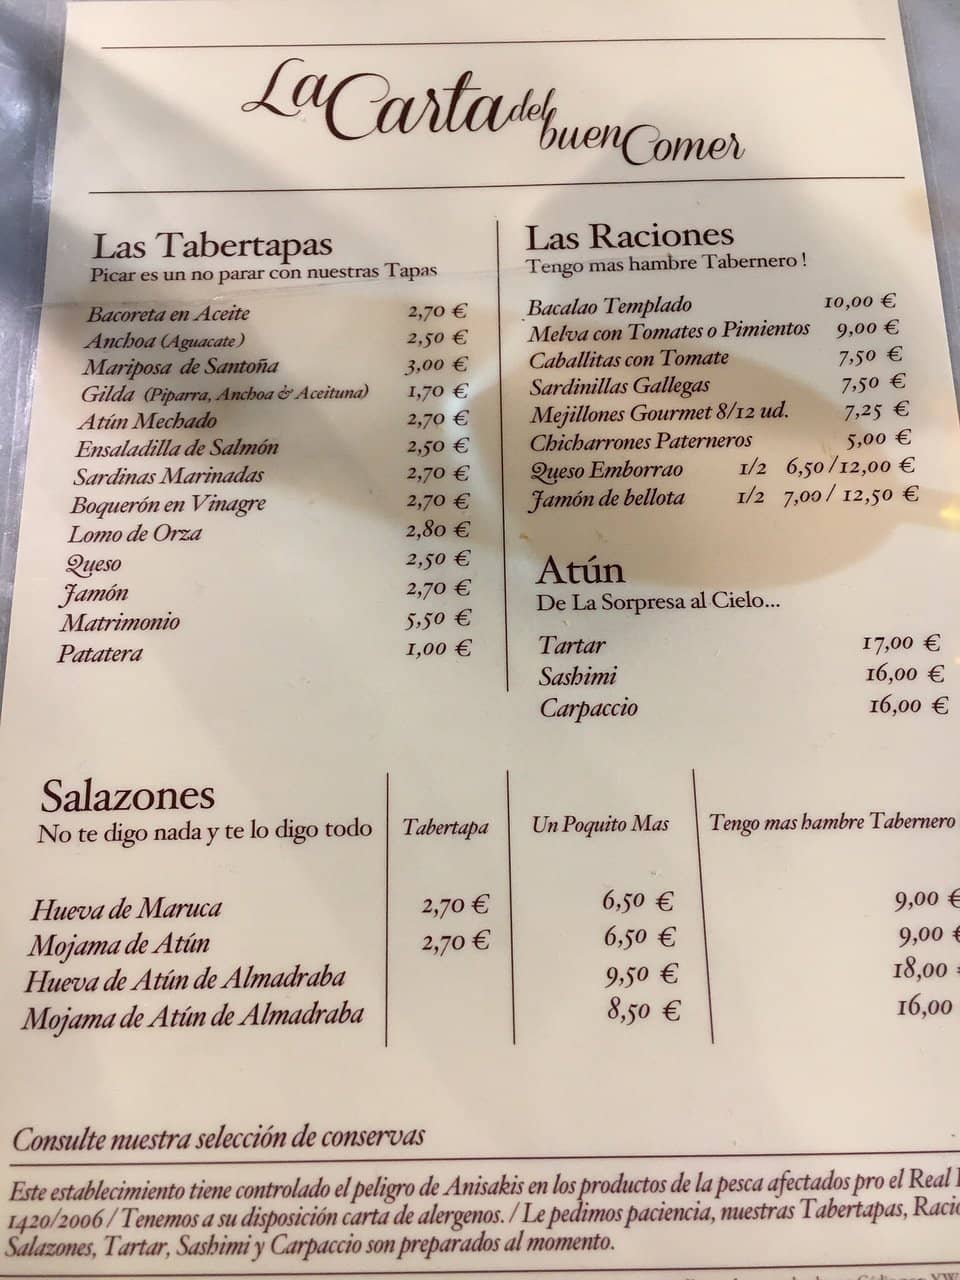 La Carta del buen Comer
Las Tabertapas
Picar es un no parar con nuestras Tapas
Bacoreta en Aceite 2,70 €
Anchoa (Aguacate) 2,50 €
Mariposa de Santoña 3,00 €
Gilda (Piparra, Anchoa & Aceituna) 1,70 €
Atún Mechado 2,70 €
Ensaladilla de Salmón 2,50 €
Sardinas Marinadas 2,70 €
Boquerón en Vinagre 2,70 €
Lomo de Orza 2,80 €
Queso 2,50 €
Jamón 2,70 €
Matrimonio 5,50 €
Patatera 1,00 €
Las Raciones
Tengo mas hambre Tabernero !
Bacalao Templado 10,00 €
Melva con Tomates o Pimientos 9,00 €
Caballitas con Tomate 7,50 €
Sardinillas Gallegas 7,50 €
Mejillones Gourmet 8/12 ud. 7,25 €
Chicharrones Paterneros 5,00 €
Queso Emborrao 1/2 6,50 /12,00 €
Jamón de bellota 1/2 7,00 / 12,50 €
Atún
De La Sorpresa al Cielo...
Tartar 17,00 €
Sashimi 16,00 €
Carpaccio 16,00 €
Salazones
No te digo nada y te lo digo todo Tabertapa Un Poquito Mas Tengo mas hambre Tabernero
Hueva de Maruca 2,70 € 6,50 € 9,00 €
Mojama de Atún 2,70 € 6,50 € 9,00 €
Hueva de Atún de Almadraba 9,50 € 18,00
Mojama de Atún de Almadraba 8,50 € 16,00
Consulte nuestra selección de conservas
Este establecimiento tiene controlado el peligro de Anisakis en los productos de la pesca afectados pro el Real
1420/2006 / Tenemos a su disposición carta de alergenos. / Le pedimos paciencia, nuestras Tabertapas, Racio
Salazones, Tartar, Sashimi y Carpaccio son preparados al momento.